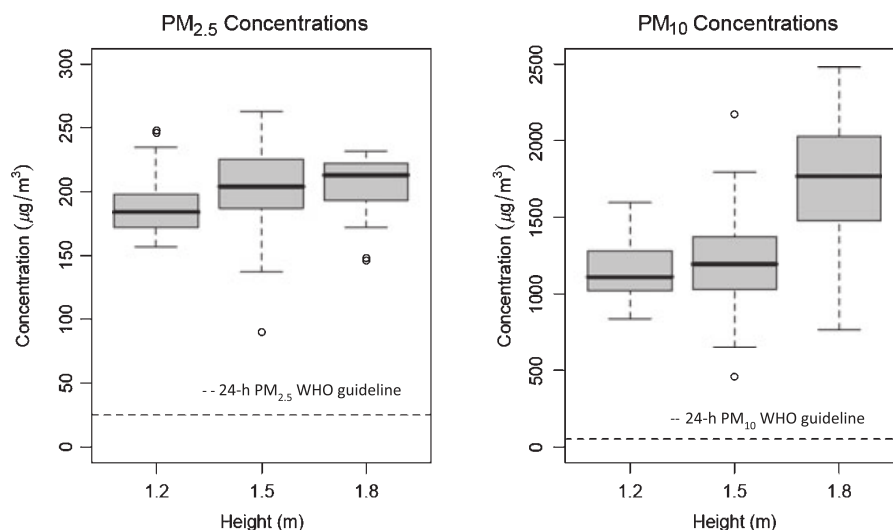 PM2.5 Concentrations
Concentration (μg/m3)
300
250
200
150
100
50
0
-- 24-h PM2.5 WHO guideline
1.2 1.5 1.8
Height (m)
PM10 Concentrations
Concentration (μg/m3)
2500
2000
1500
1000
500
0
-- 24-h PM10 WHO guideline
1.2 1.5 1.8
Height (m)